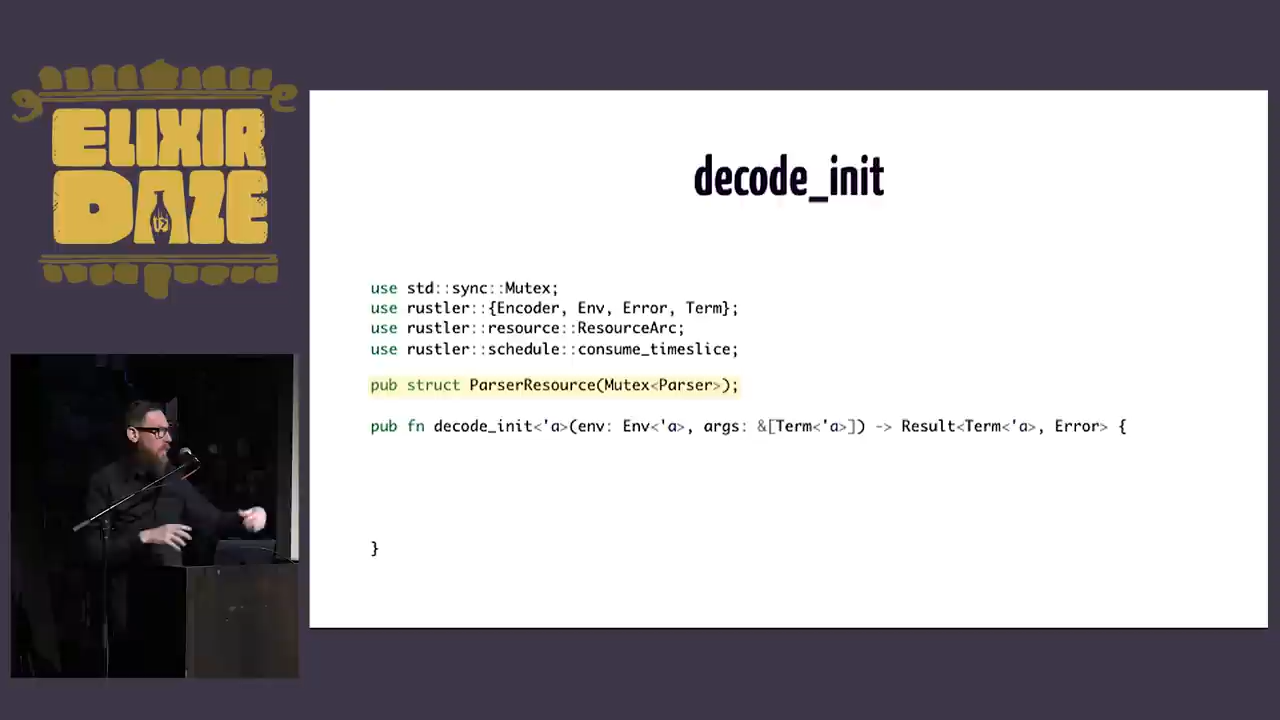 ELIXIR
DAZE
decode_init
use std::sync::Mutex;
use rustler::{Encoder, Env, Error, Term};
use rustler::resource::ResourceArc;
use rustler::schedule::consume_timeslice;
pub struct ParserResource(Mutex<Parser>);
pub fn decode_init<'a>(env: Env<'a>, args: &[Term<'a>]) -> Result<Term<'a>, Error> {
}